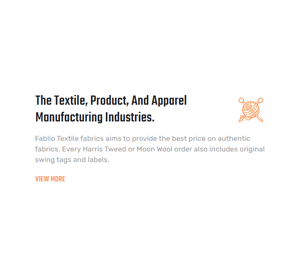 The Textile, Product, And Apparel
Manufacturing Industries.
Fablio Textile fabrics aims to provide the best price on authentic
fabrics. Every Harris Tweed or Moon Wool order also includes original
swing tags and labels.
VIEW MORE